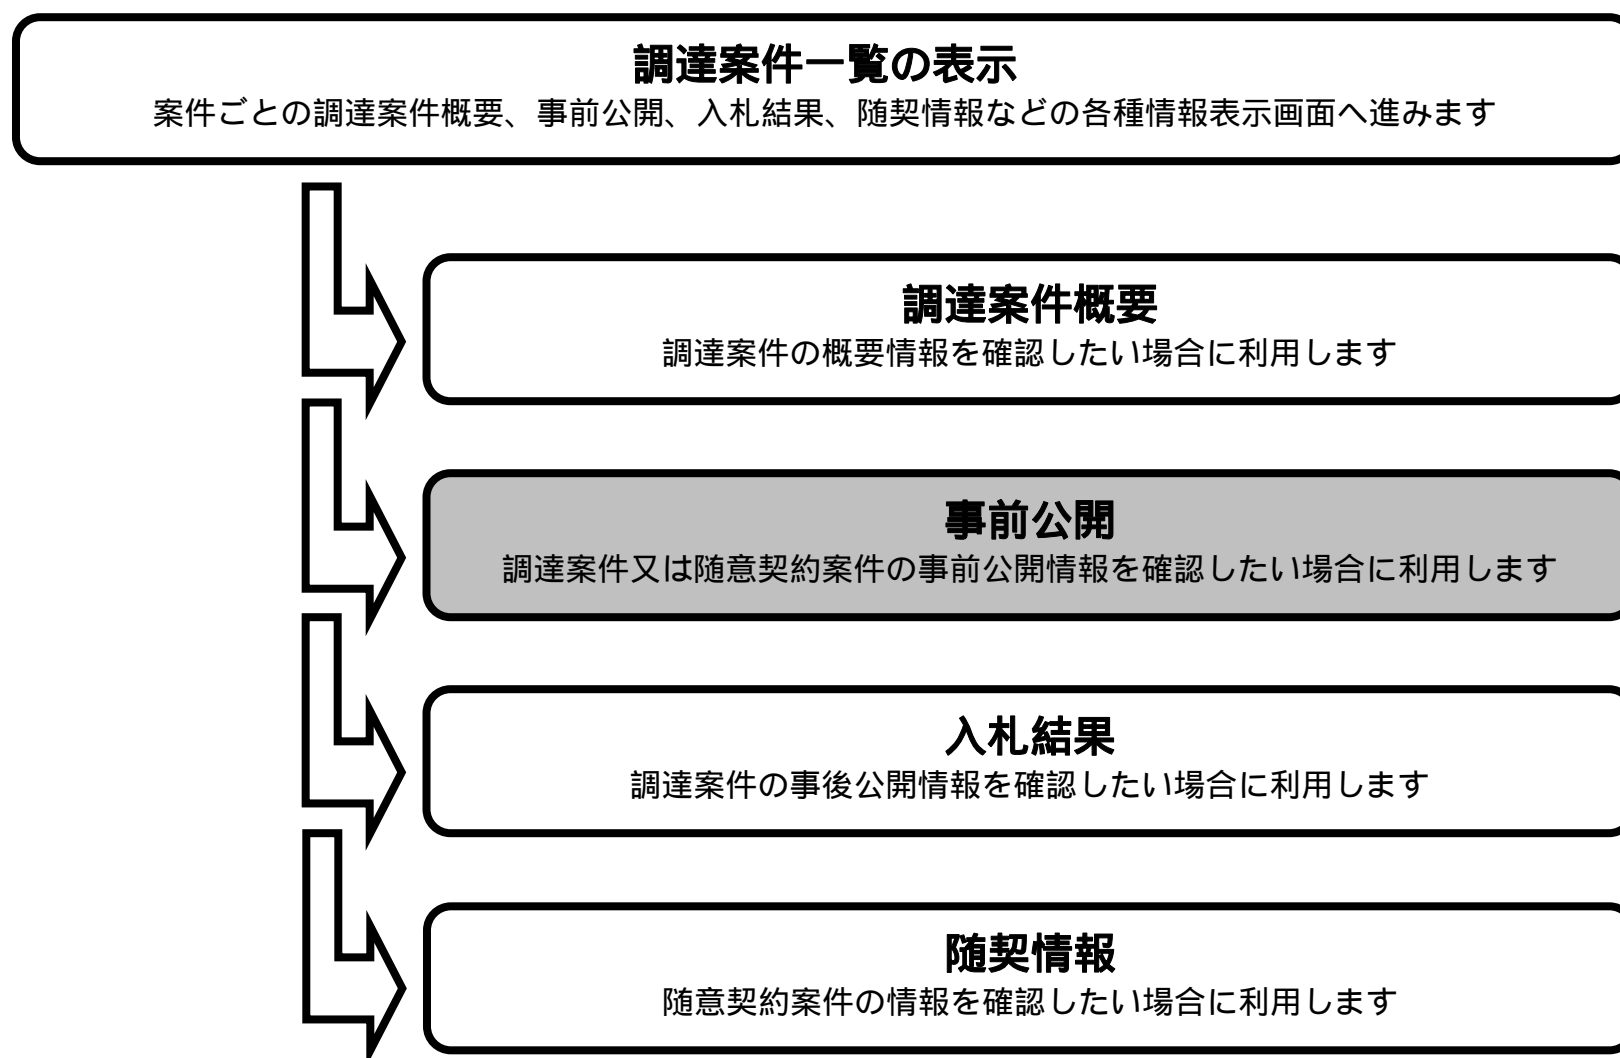 調達案件一覧の表示
案件ごとの調達案件概要、事前公開、入札結果、随契情報などの各種情報表示画面へ進みます
調達案件概要
調達案件の概要情報を確認したい場合に利用します
事前公開
調達案件又は随意契約案件の事前公開情報を確認したい場合に利用します
入札結果
調達案件の事後公開情報を確認したい場合に利用します
随契情報
随意契約案件の情報を確認したい場合に利用します